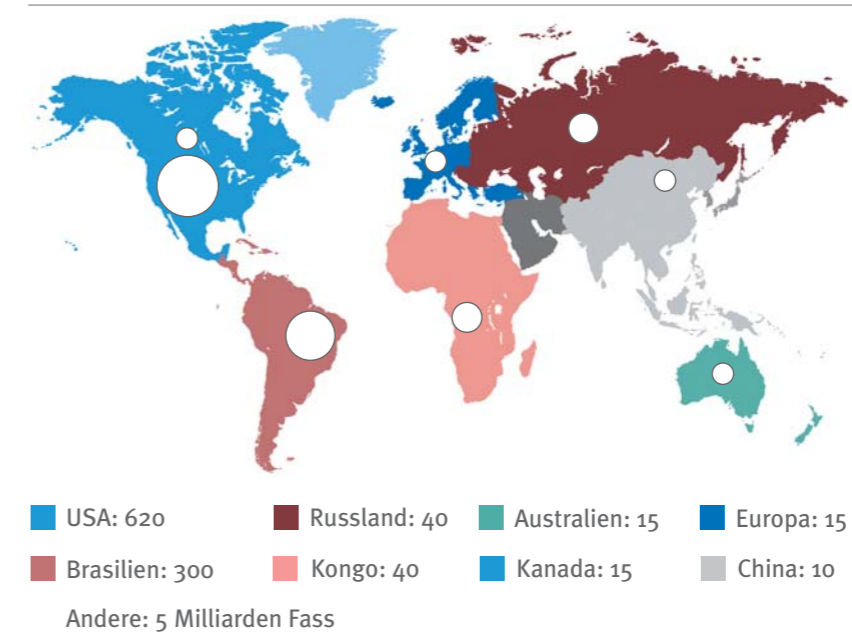 USA: 620 Russland: 40 Australien: 15 Europa: 15
Brasilien: 300 Kongo: 40 Kanada: 15 China: 10
Andere: 5 Milliarden Fass